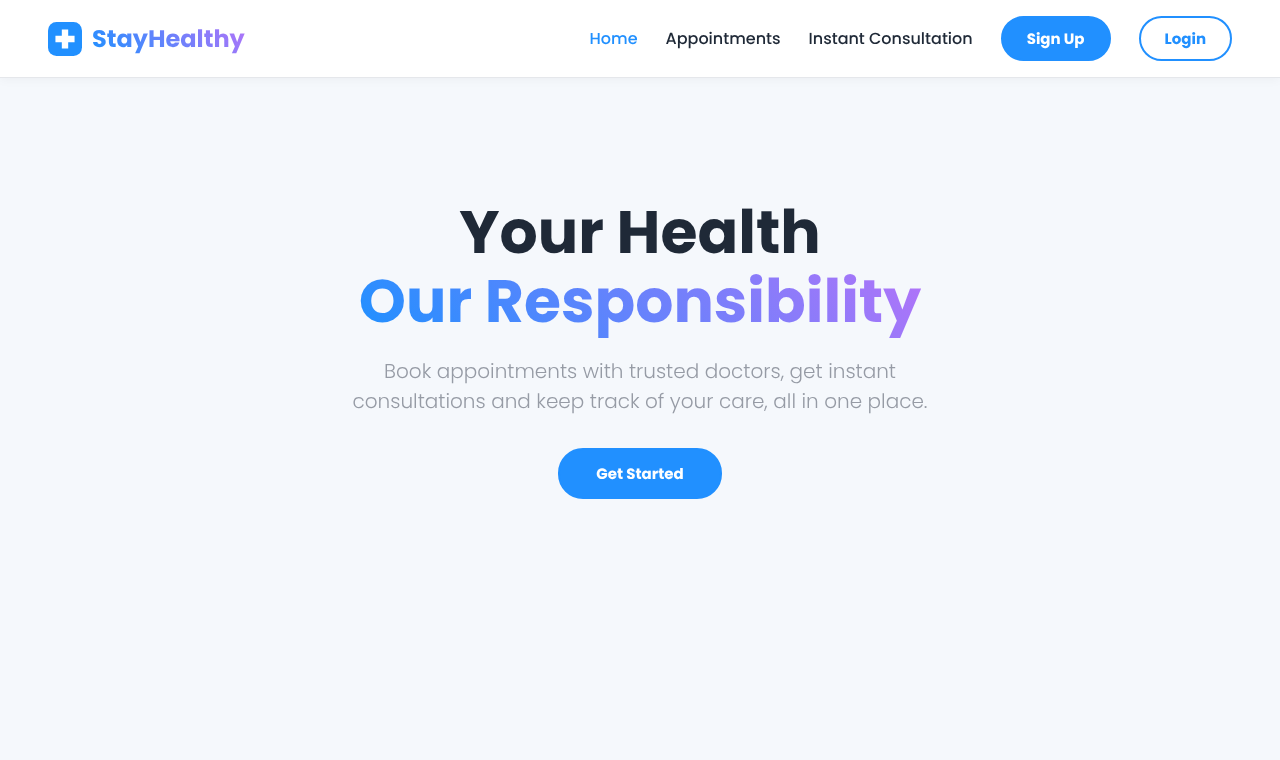 StayHealthy
Home Appointments Instant Consultation Sign Up Login
Your Health
Our Responsibility
Book appointments with trusted doctors, get instant
consultations and keep track of your care, all in one place.
Get Started